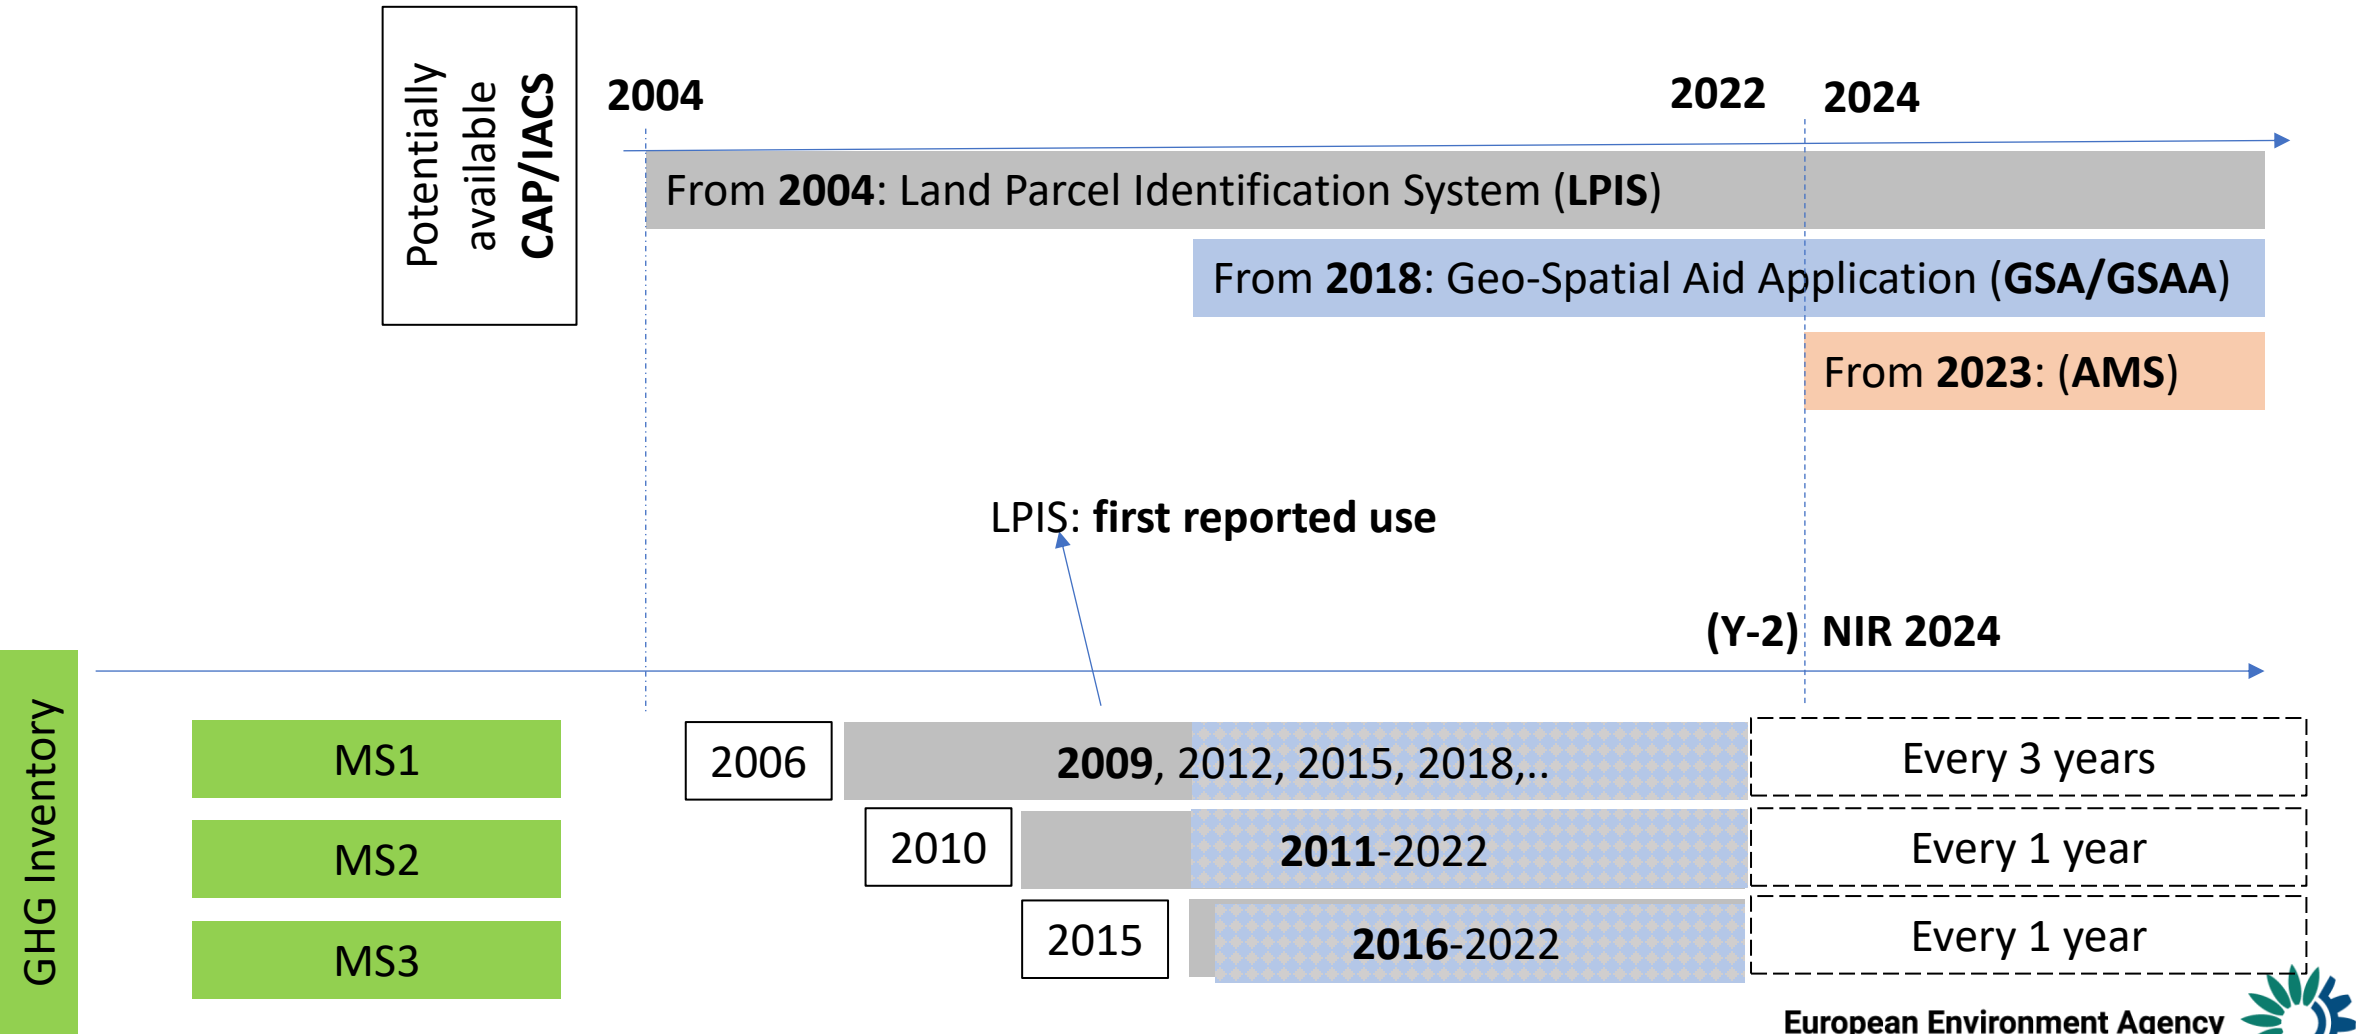 Potentially
available
CAP/IACS
2004
2022
2024
From 2004: Land Parcel Identification System (LPIS)
From 2018: Geo-Spatial Aid Application (GSA/GSAA)
From 2023: (AMS)
LPIS: first reported use
(Y-2)
NIR 2024
GHG Inventory
MS1
2006
2009, 2012, 2015, 2018,..
Every 3 years
MS2
2010
2011-2022
Every 1 year
MS3
2015
2016-2022
Every 1 year
European Environment Agency